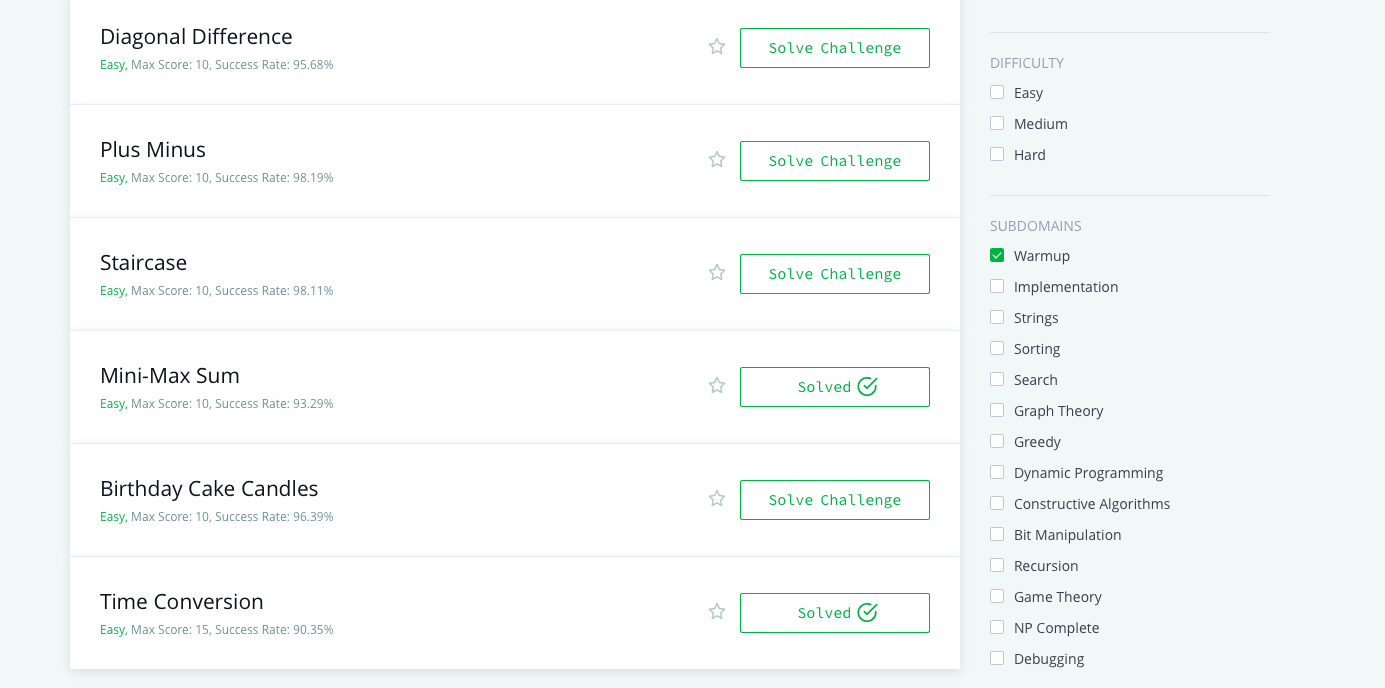 Diagonal Difference
Easy, Max Score: 10, Success Rate: 95.68%
Solve Challenge
Plus Minus
Easy, Max Score: 10, Success Rate: 98.19%
Solve Challenge
Staircase
Easy, Max Score: 10, Success Rate: 98.11%
Solve Challenge
Mini-Max Sum
Easy, Max Score: 10, Success Rate: 93.29%
Solved
Birthday Cake Candles
Easy, Max Score: 10, Success Rate: 96.39%
Solve Challenge
Time Conversion
Easy, Max Score: 15, Success Rate: 90.35%
Solved
DIFFICULTY
Easy
Medium
Hard
SUBDOMAINS
Warmup
Implementation
Strings
Sorting
Search
Graph Theory
Greedy
Dynamic Programming
Constructive Algorithms
Bit Manipulation
Recursion
Game Theory
NP Complete
Debugging